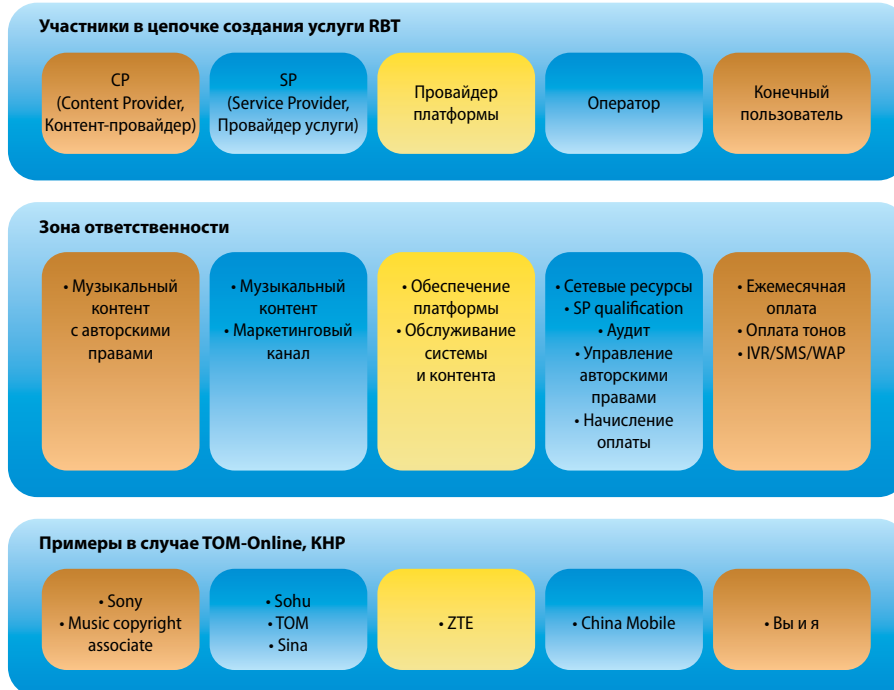 Участники в цепочке создания услуги RBT
CP
(Content Provider,
Контент-провайдер)
SP
(Service Provider,
Провайдер услуги)
Провайдер
платформы
Оператор
Конечный
пользователь
Зона ответственности
• Музыкальный
контент
с авторскими
правами
• Музыкальный
контент
• Маркетинговый
канал
• Обеспечение
платформы
• Обслуживание
системы
и контента
• Сетевые ресурсы
• SP qualification
• Аудит
• Управление
авторскими
правами
• Начисление
оплаты
• Ежемесячная
оплата
• Оплата тонов
• IVR/SMS/WAP
Примеры в случае TOM-Online, КНР
• Sony
• Music copyright
associate
• Sohu
• TOM
• Sina
• ZTE
• China Mobile
• Вы и я